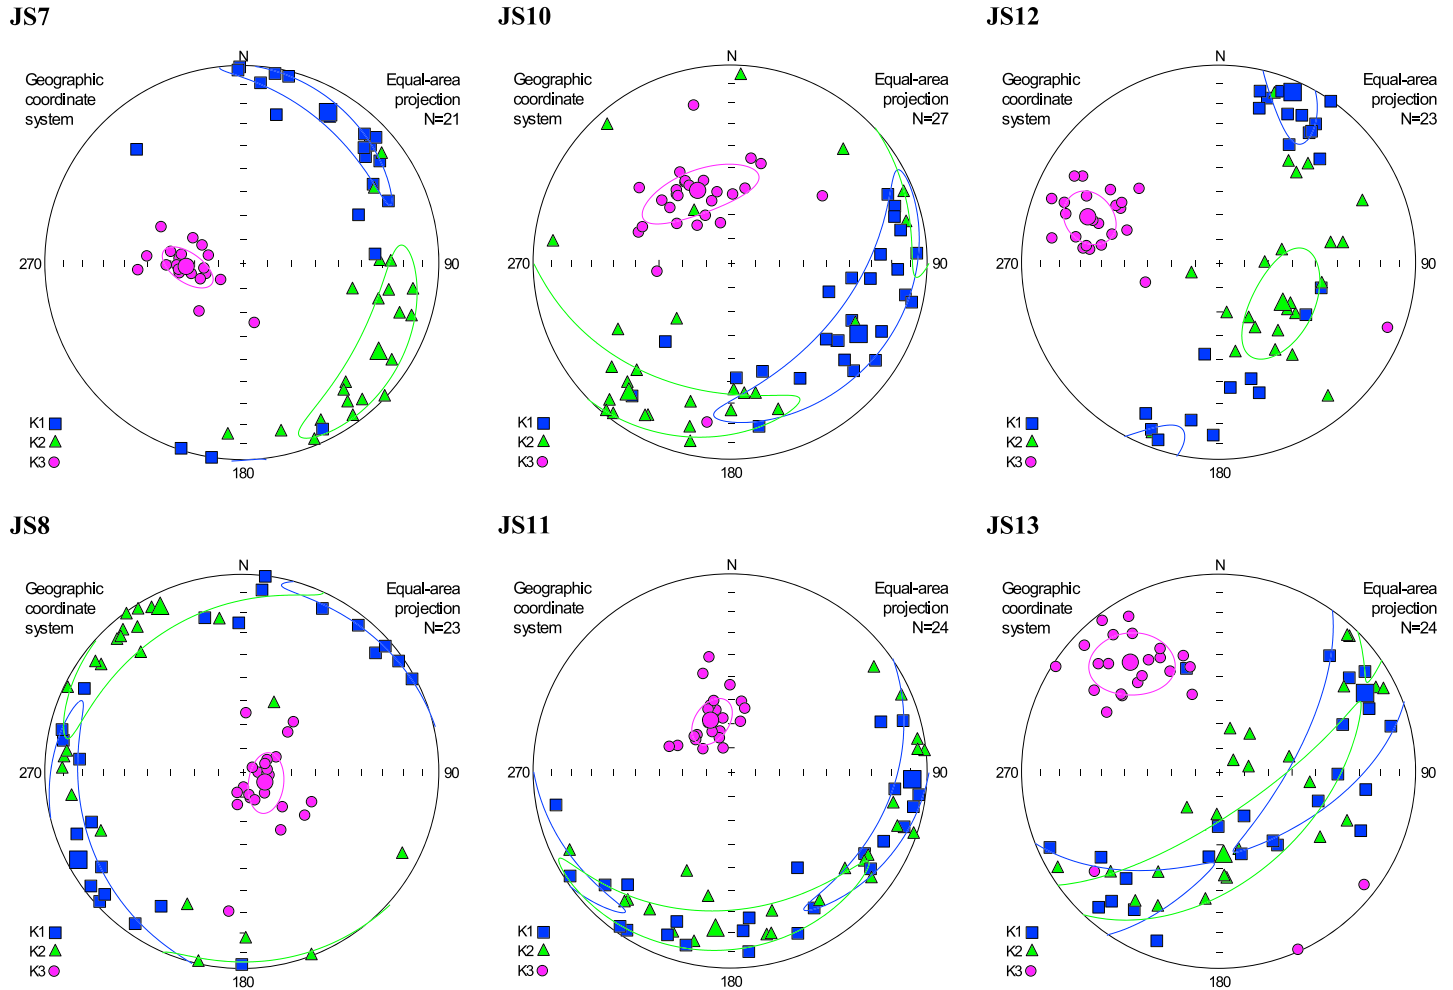 JS7
N
Geographic
coordinate
system
Equal-area
projection
N=21
270
90
K1
K2
K3
180
JS10
N
Geographic
coordinate
system
Equal-area
projection
N=27
270
90
K1
K2
K3
180
JS12
N
Geographic
coordinate
system
Equal-area
projection
N=23
270
90
K1
K2
K3
180
JS8
N
Geographic
coordinate
system
Equal-area
projection
N=23
270
90
K1
K2
K3
180
JS11
N
Geographic
coordinate
system
Equal-area
projection
N=24
270
90
K1
K2
K3
180
JS13
N
Geographic
coordinate
system
Equal-area
projection
N=24
270
90
K1
K2
K3
180